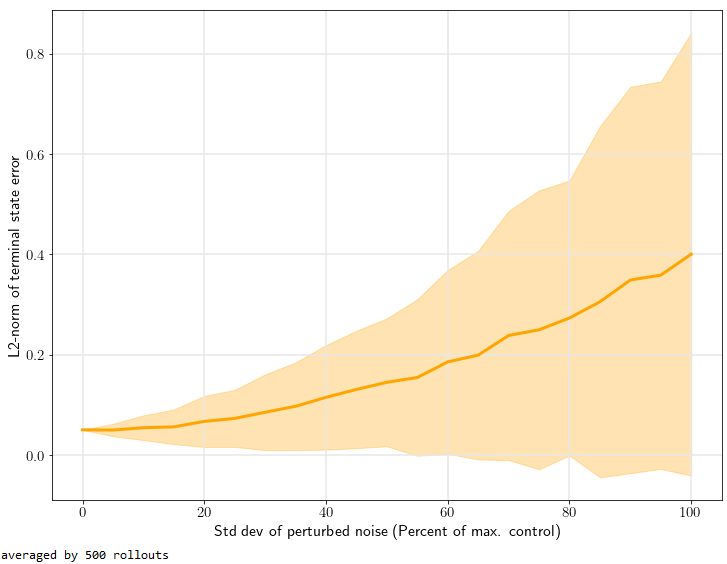 0.8
0.6
0.4
0.2
0.0
L2-norm of terminal state error
0 20 40 60 80 100
Std dev of perturbed noise (Percent of max. control)
averaged by 500 rollouts